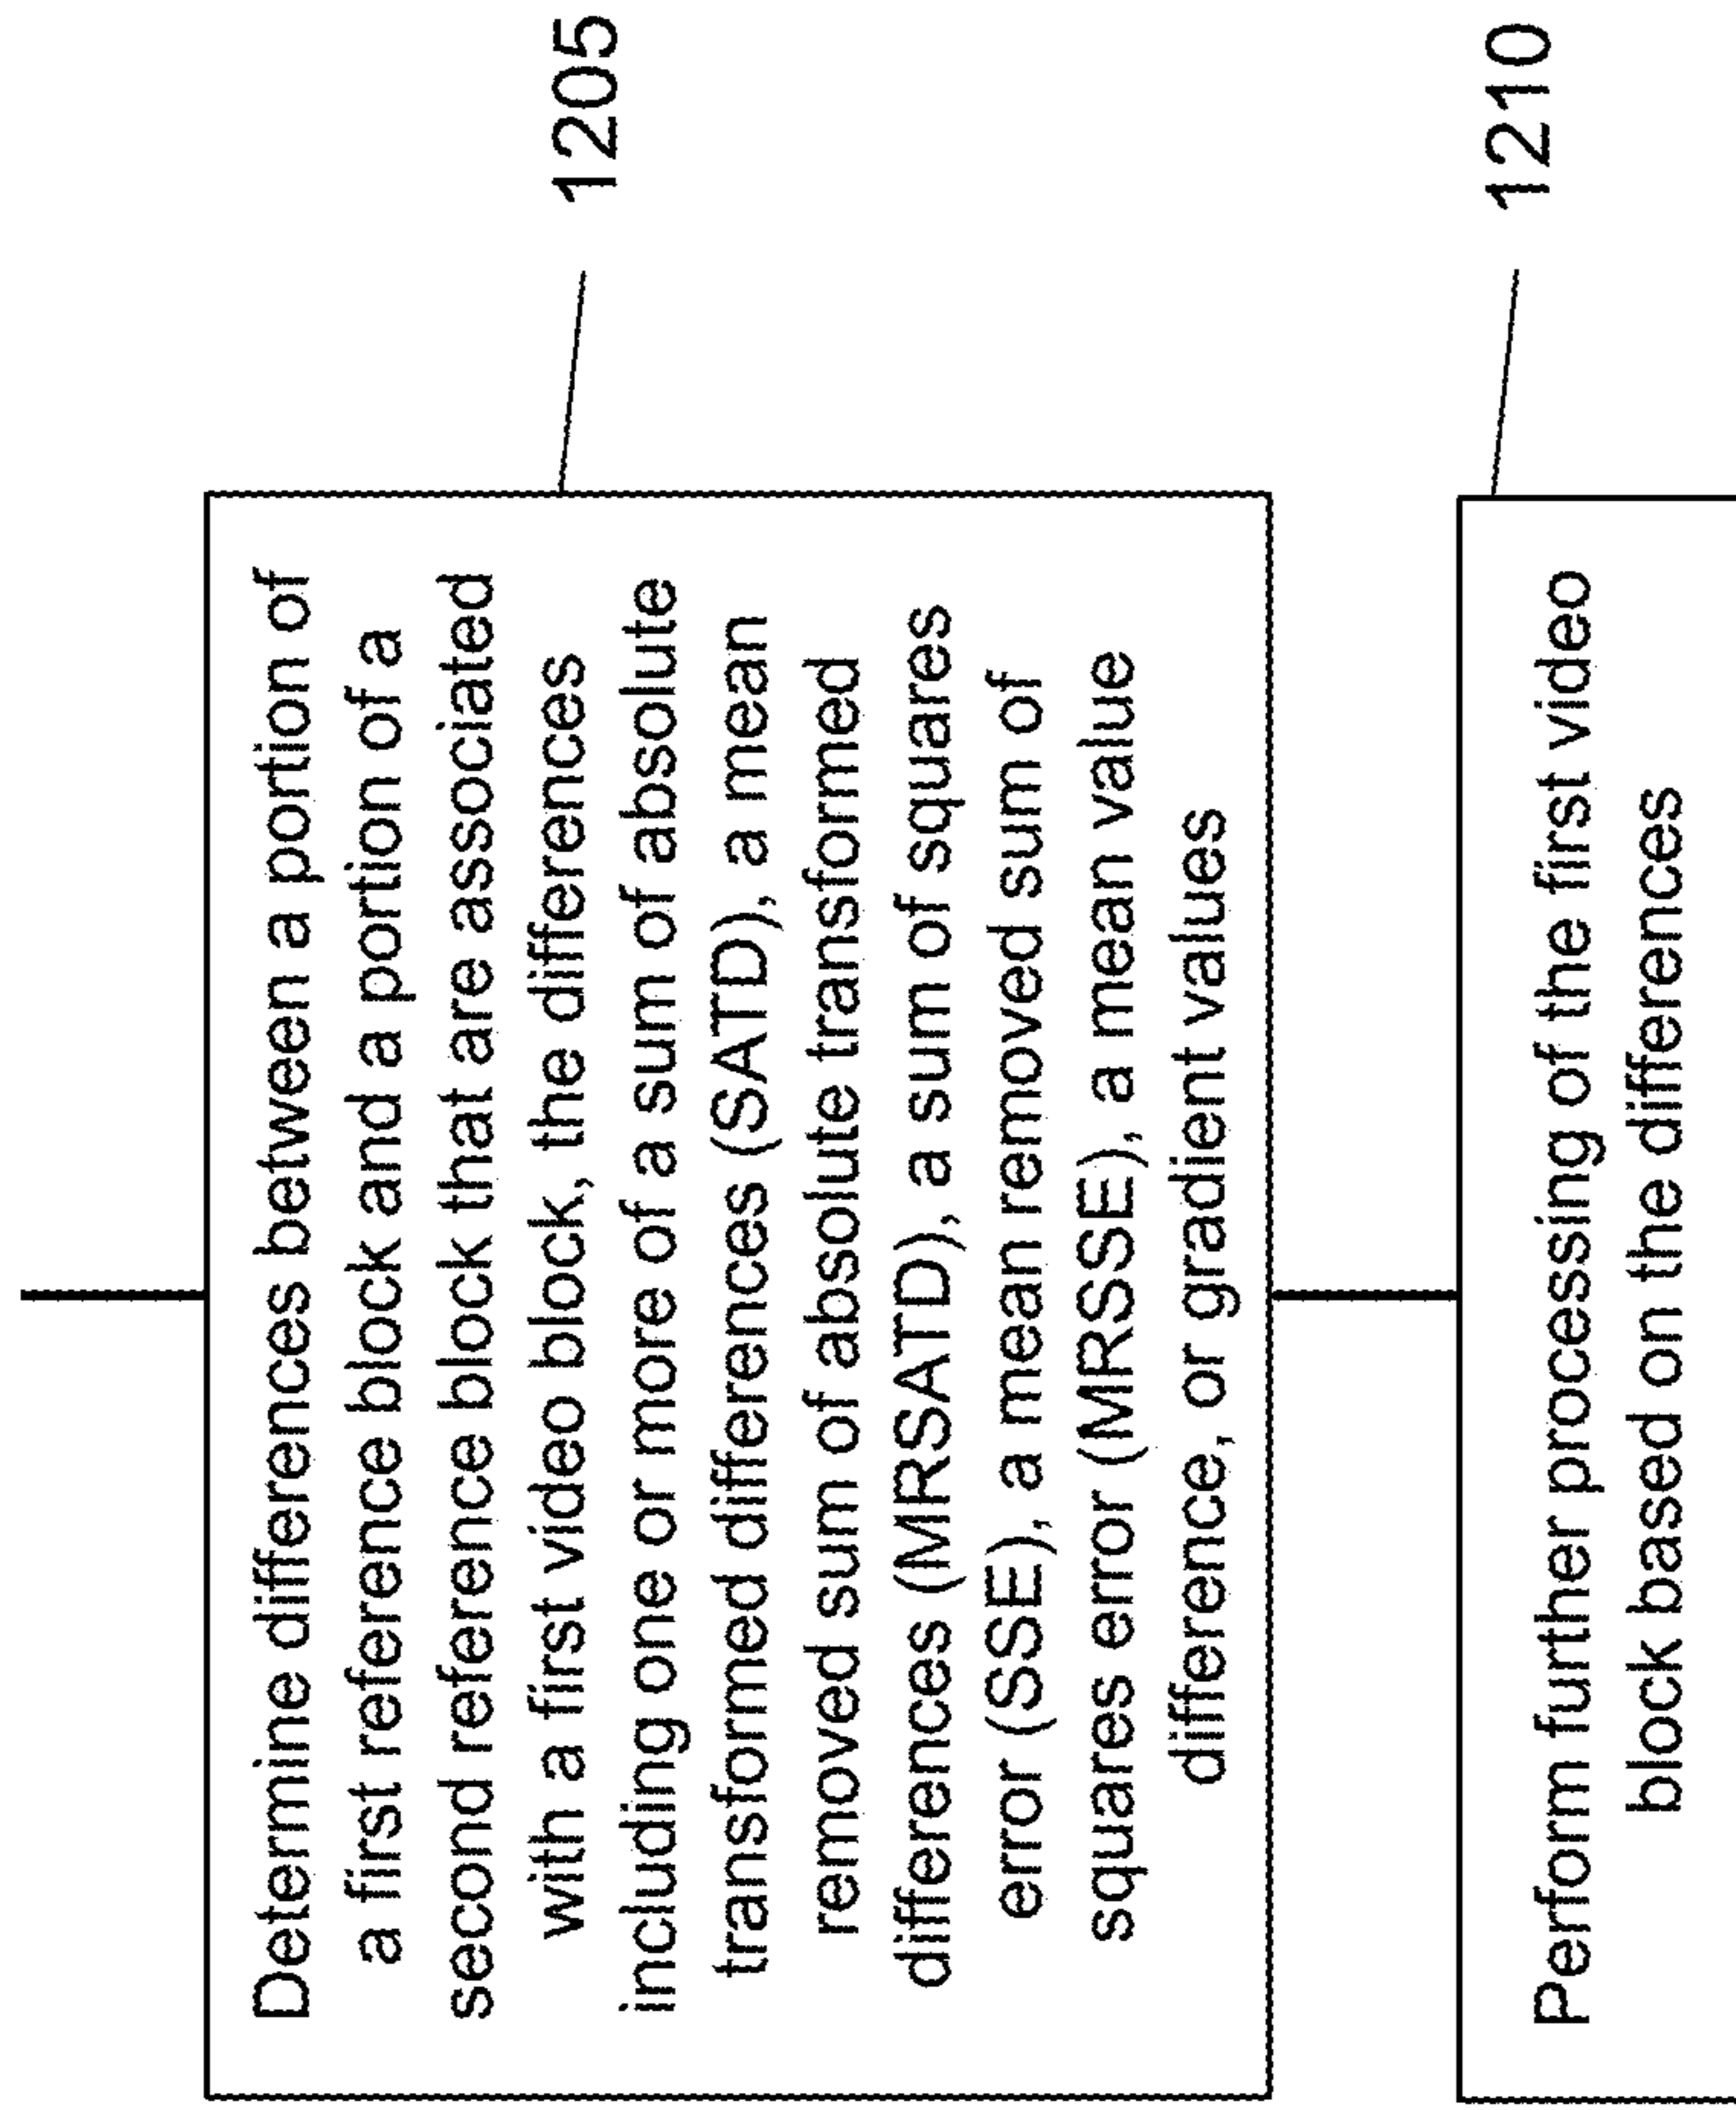 Determine differences between a portion of
a first reference block and a portion of a
second reference block that are associated
with a first video block, the differences
including one or more of a sum of absolute
transformed differences (SATD), a mean
removed sum of absolute transformed
differences (MRSATD), a sum of squares
error (SSE), a mean removed sum of
squares error (MRSSE), a mean value
difference, or gradient values
1205
Perform further processing of the first video
block based on the differences
1210